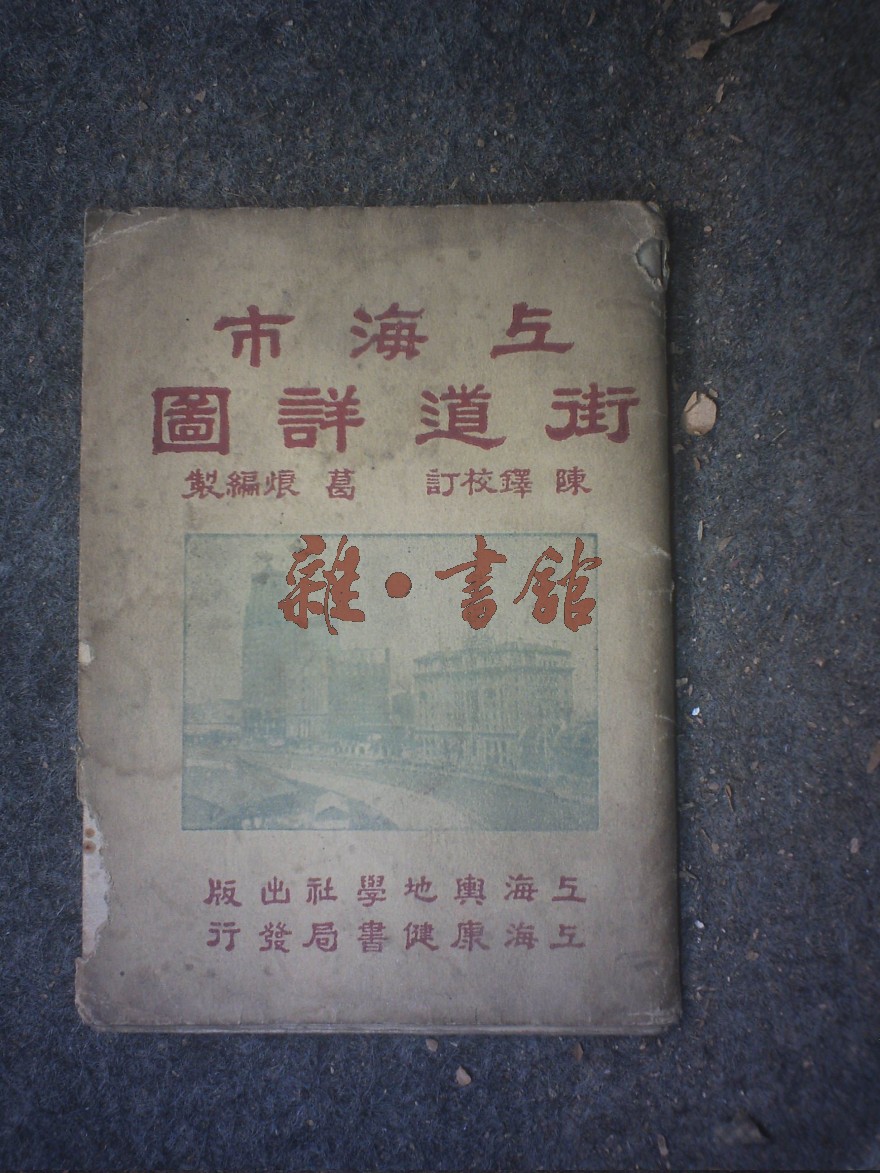 上海市
街道詳圖
陳鐸校訂 葛烺編製
雜·書館
上海輿地學社出版
上海康健書局發行